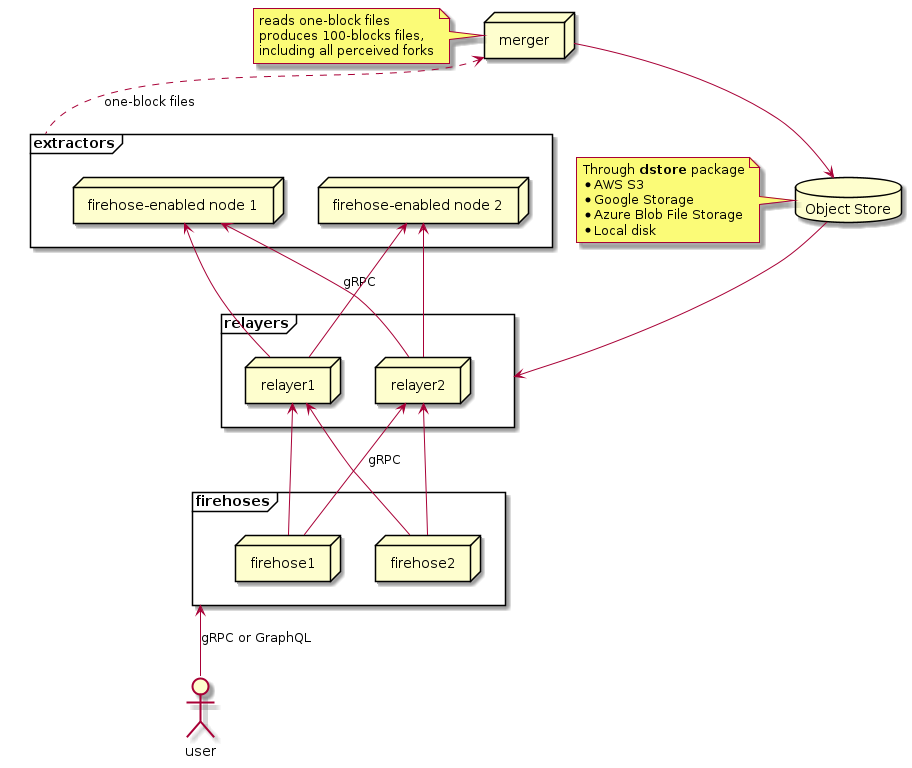 reads one-block files
produces 100-blocks files,
including all perceived forks
merger
one-block files
extractors
firehose-enabled node 1
firehose-enabled node 2
Through dstore package
• AWS S3
• Google Storage
• Azure Blob File Storage
• Local disk
Object Store
gRPC
relayers
relayer1
relayer2
gRPC
firehoses
firehose1
firehose2
gRPC or GraphQL
user